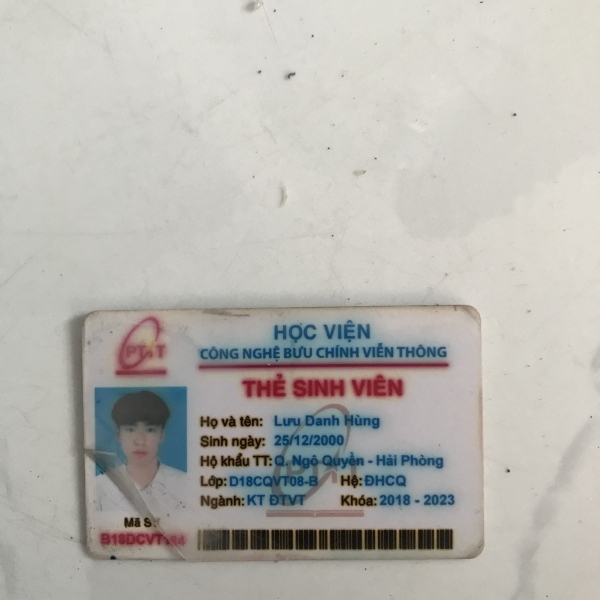 PTIT
HỌC VIỆN
CÔNG NGHỆ BƯU CHÍNH VIỄN THÔNG
THẺ SINH VIÊN
Họ và tên: Lưu Danh Hùng
Sinh ngày: 25/12/2000
Hộ khẩu TT: Q. Ngô Quyền - Hải Phòng
Lớp: D18CQVT08-B Hệ: ĐHCQ
Ngành: KT ĐTVT Khóa: 2018 - 2023
Mã